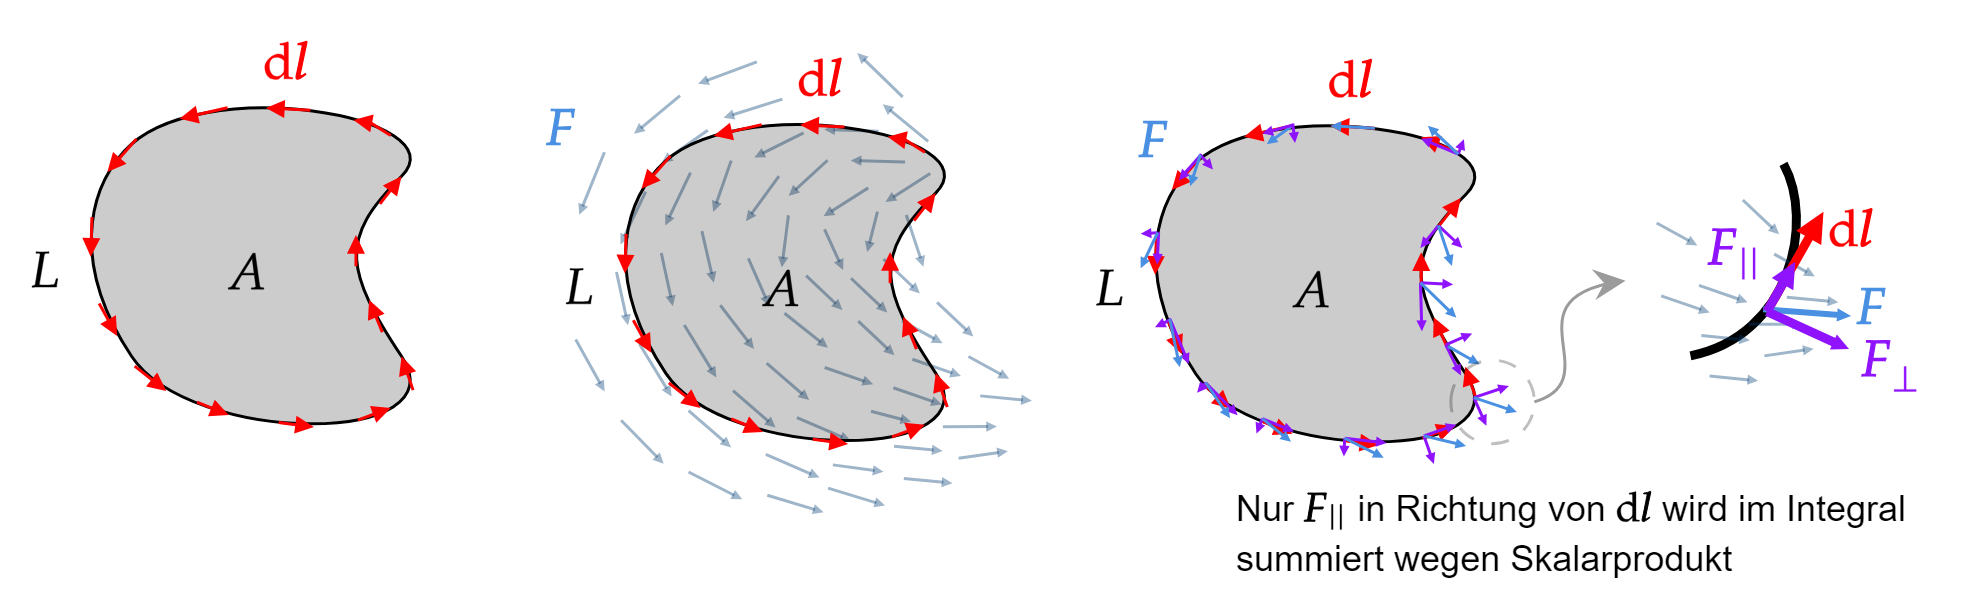 dl
L
A
F
dl
L
A
F
dl
L
A
F||
dl
F
F⊥
Nur F|| in Richtung von dl wird im Integral
summiert wegen Skalarprodukt